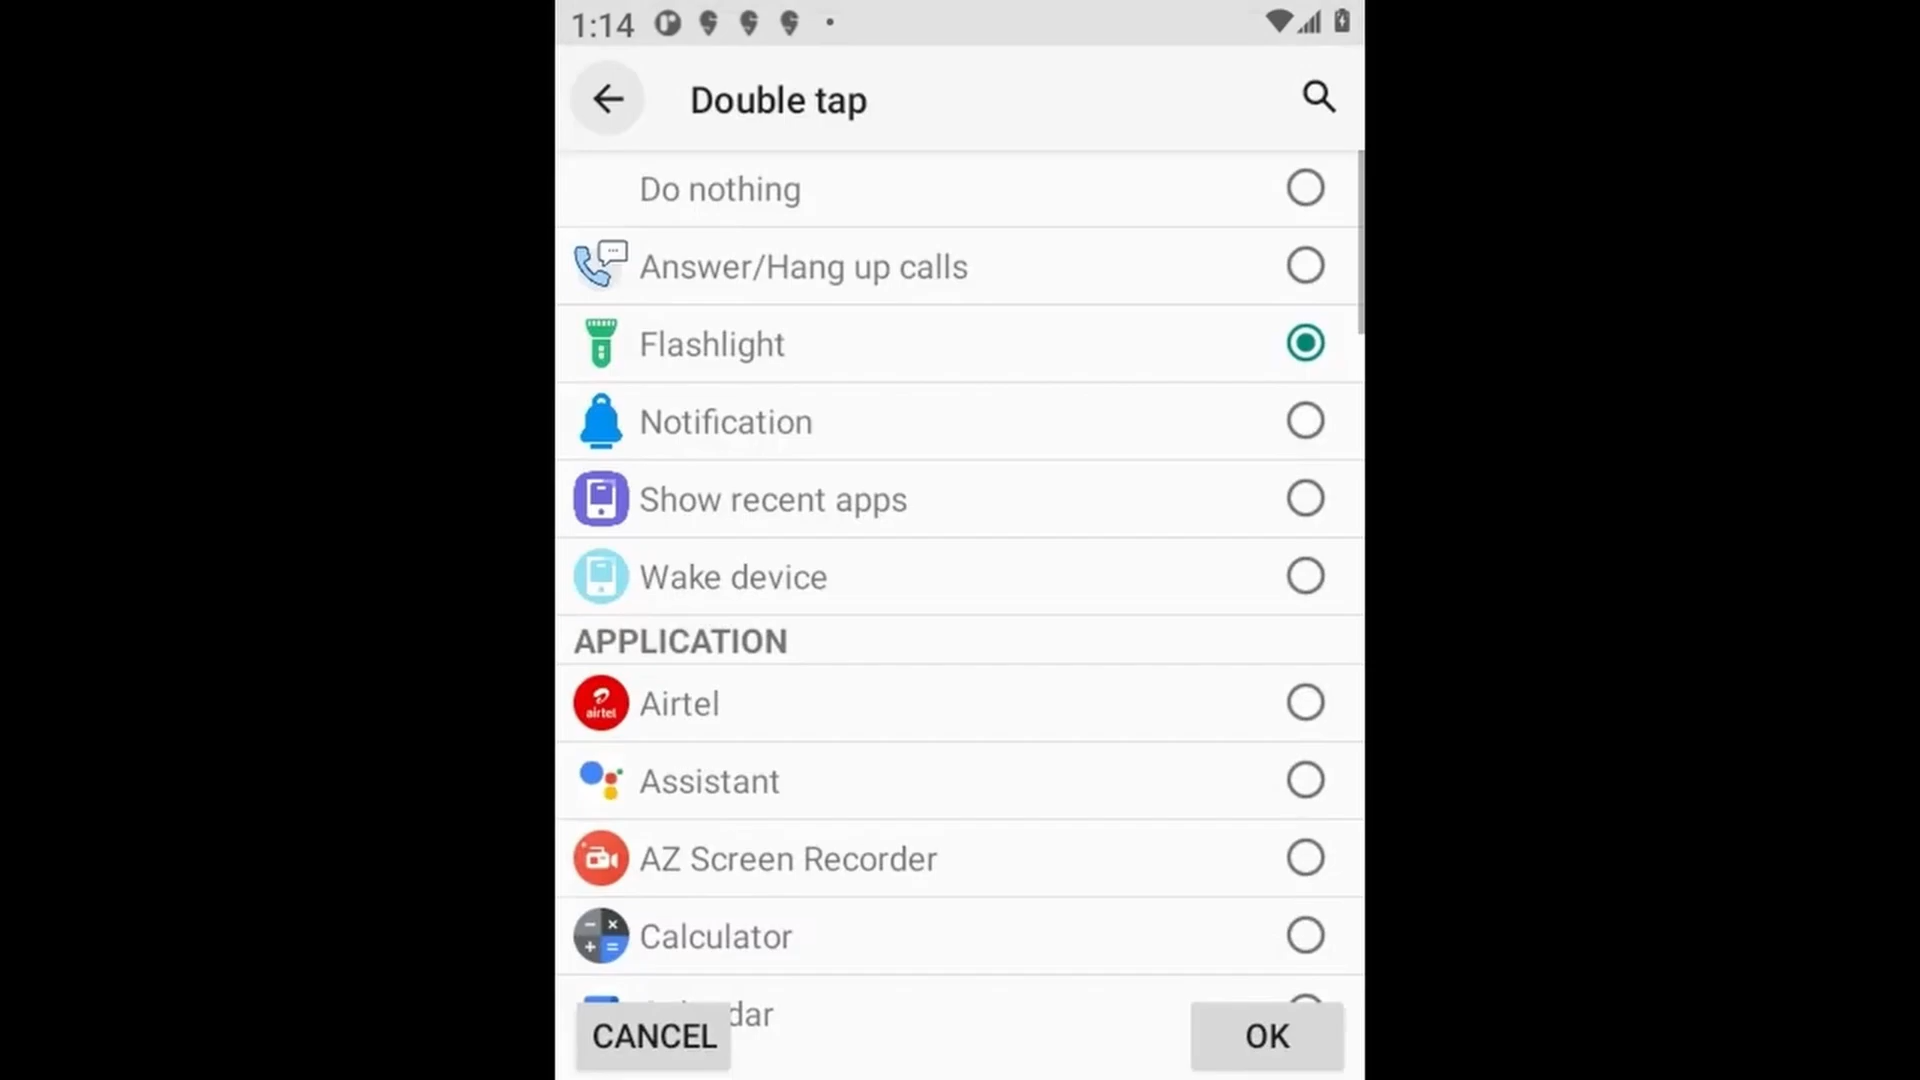 1:14
Double tap
Do nothing
Answer/Hang up calls
Flashlight
Notification
Show recent apps
Wake device
APPLICATION
airtel Airtel
Assistant
AZ Screen Recorder
Calculator
CANCEL
OK